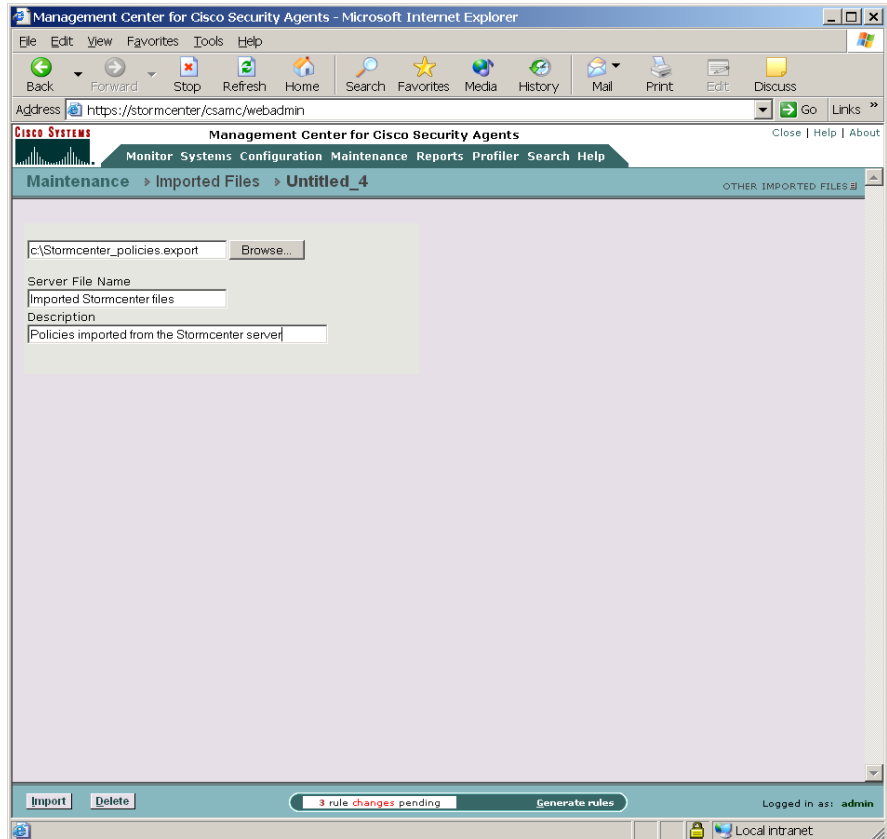 Management Center for Cisco Security Agents - Microsoft Internet Explorer
File Edit View Favorites Tools Help
Back Forward Stop Refresh Home Search Favorites Media History Mail Print Edit Discuss
Address https://stormcenter/csamc/webadmin Go Links »
CISCO SYSTEMS Management Center for Cisco Security Agents Close | Help | About
Monitor Systems Configuration Maintenance Reports Profiler Search Help
Maintenance > Imported Files > Untitled_4 OTHER IMPORTED FILES
c:\Stormcenter_policies.export Browse...
Server File Name
Imported Stormcenter files
Description
Policies imported from the Stormcenter server
Import Delete 3 rule changes pending Generate rules Logged in as: admin
Local intranet